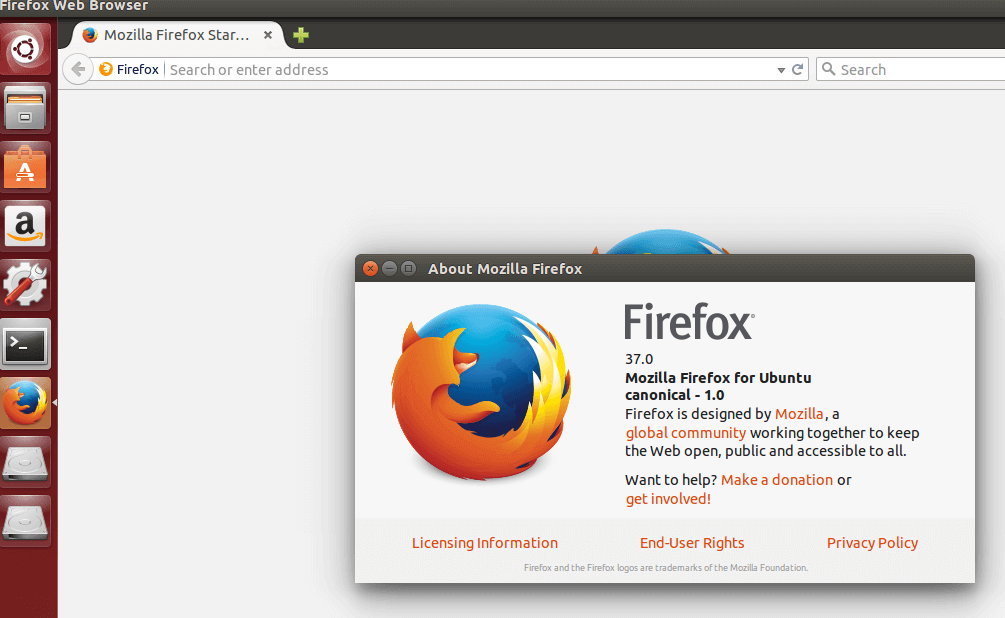 Firefox Web Browser
Mozilla Firefox Star...
Firefox Search or enter address
Search
About Mozilla Firefox
Firefox®
37.0
Mozilla Firefox for Ubuntu
canonical - 1.0
Firefox is designed by Mozilla, a
global community working together to keep
the Web open, public and accessible to all.
Want to help? Make a donation or
get involved!
Licensing Information End-User Rights Privacy Policy
Firefox and the Firefox logos are trademarks of the Mozilla Foundation.